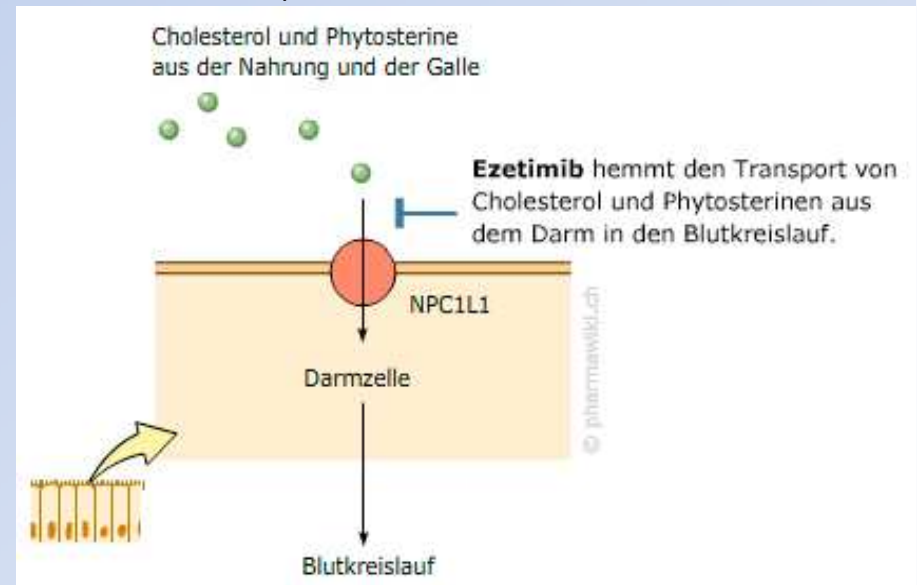 Cholesterol und Phytosterine
aus der Nahrung und der Galle
Ezetimib hemmt den Transport von
Cholesterol und Phytosterinen aus
dem Darm in den Blutkreislauf.
NPC1L1
© pharmawiki.ch
Darmzelle
Blutkreislauf